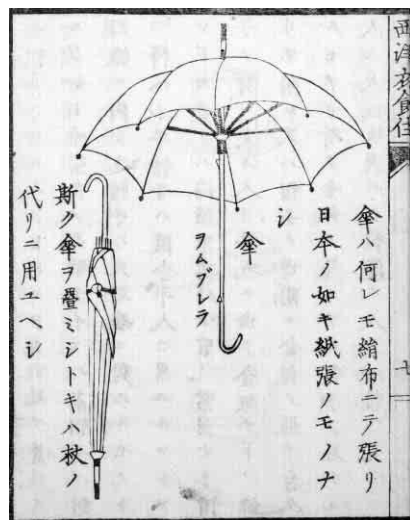 西洋衣食住
傘ハ何レモ絹布ニテ張リ
日本ノ如キ紙張ノモノナ
シ
傘
ヲムブレラ
斯ク傘ヲ疊ミシトキハ杖ノ
代リニ用ユヘシ
十一